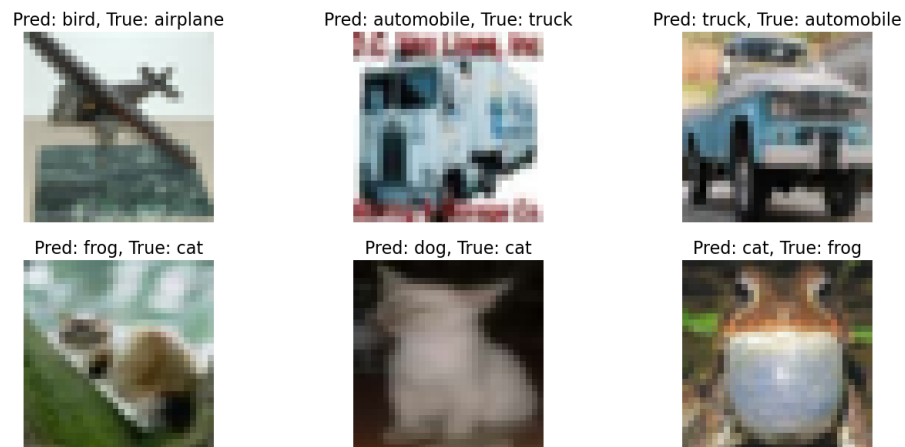 Pred: bird, True: airplane
Pred: automobile, True: truck
Pred: truck, True: automobile
Pred: frog, True: cat
Pred: dog, True: cat
Pred: cat, True: frog